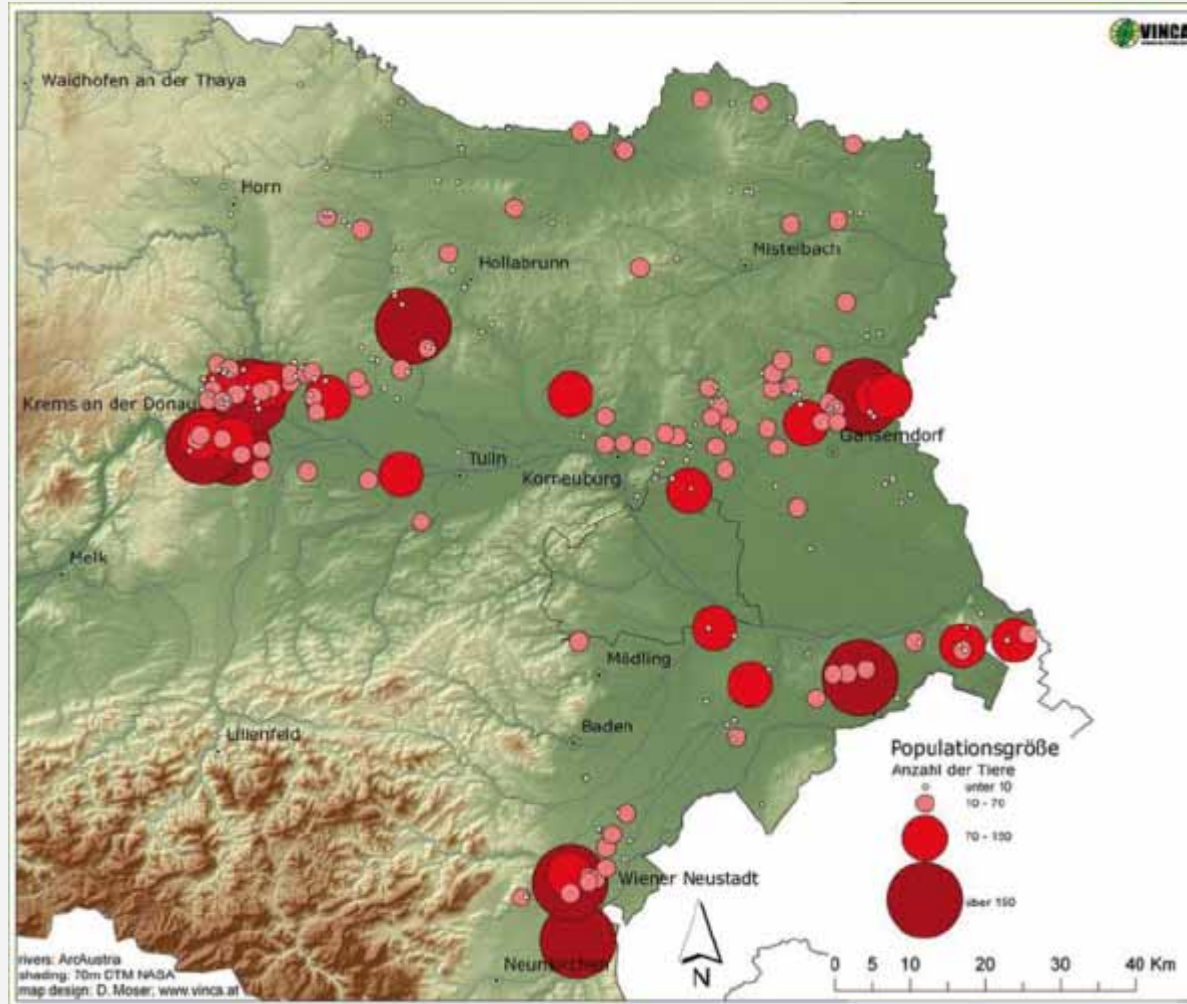 VINCA
Waidhofen an der Thaya
Horn
Mistelbach
Hollabrunn
Krems an der Donau
Gänserndorf
Tulln
Korneuburg
Melk
Mödling
Baden
Lilienfeld
Populationsgröße
Anzahl der Tiere
unter 10
10 - 70
70 - 150
über 150
Wiener Neustadt
Neunkirchen
N
0 5 10 20 30 40 Km
rivers: ArcAustria
shading: 70m DTM NASA
map design: D. Moser; www.vinca.at